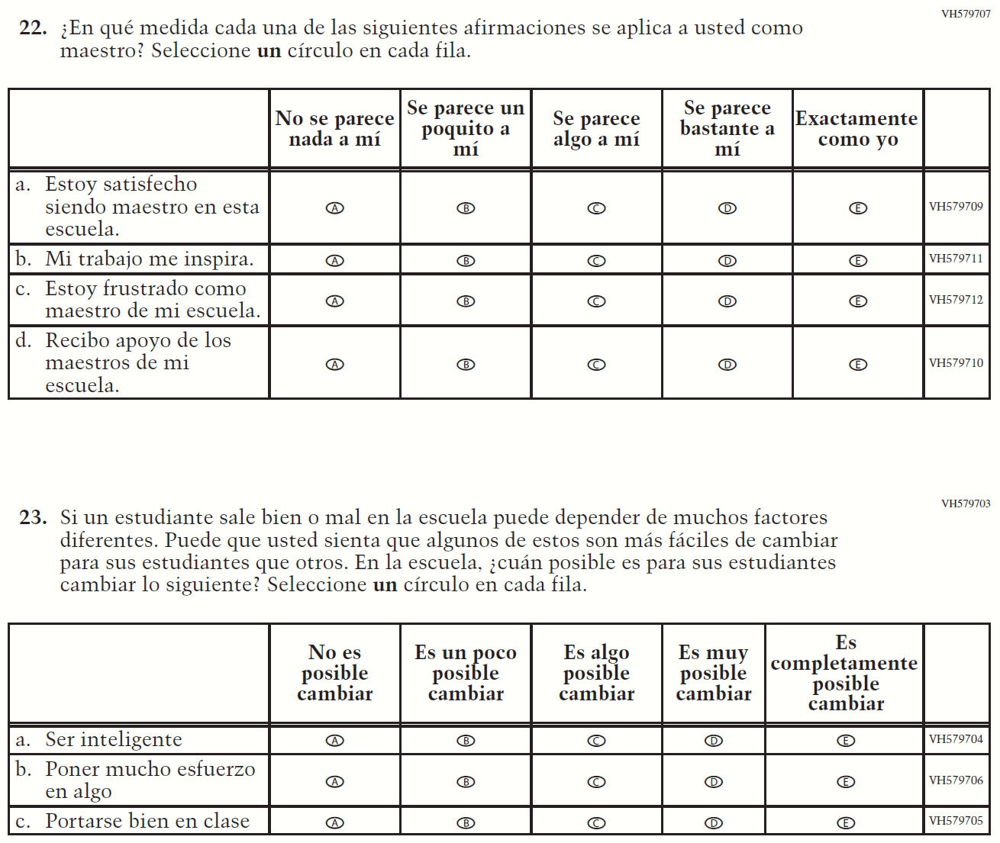 VH579707
22. ¿En qué medida cada una de las siguientes afirmaciones se aplica a usted como
maestro? Seleccione un círculo en cada fila.
No se parece
nada a mí
Se parece un
poquito a
mí
Se parece
algo a mí
Se parece
bastante a
mí
Exactamente
como yo
a. Estoy satisfecho
siendo maestro en esta
escuela.
A B C D E VH579709
b. Mi trabajo me inspira. A B C D E VH579711
c. Estoy frustrado como
maestro de mi escuela.
A B C D E VH579712
d. Recibo apoyo de los
maestros de mi
escuela.
A B C D E VH579710
VH579703
23. Si un estudiante sale bien o mal en la escuela puede depender de muchos factores
diferentes. Puede que usted sienta que algunos de estos son más fáciles de cambiar
para sus estudiantes que otros. En la escuela, ¿cuán posible es para sus estudiantes
cambiar lo siguiente? Seleccione un círculo en cada fila.
No es
posible
cambiar
Es un poco
posible
cambiar
Es algo
posible
cambiar
Es muy
posible
cambiar
Es
completamente
posible
cambiar
a. Ser inteligente A B C D E VH579704
b. Poner mucho esfuerzo
en algo
A B C D E VH579706
c. Portarse bien en clase A B C D E VH579705